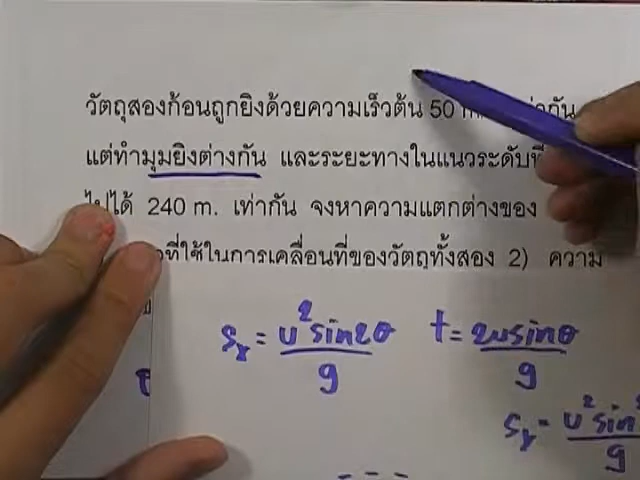 วัตถุสองก้อนถูกยิงด้วยความเร็วต้น 50
แต่ทำมุมยิงต่างกัน และระยะทางในแนวระดับที่
ไปได้ 240 m. เท่ากัน จงหาความแตกต่างของ
ที่ใช้ในการเคลื่อนที่ของวัตถุทั้งสอง 2) ความ
Sx = u²sin2θ/g t = 2usinθ/g
Sy = u²sin²/g